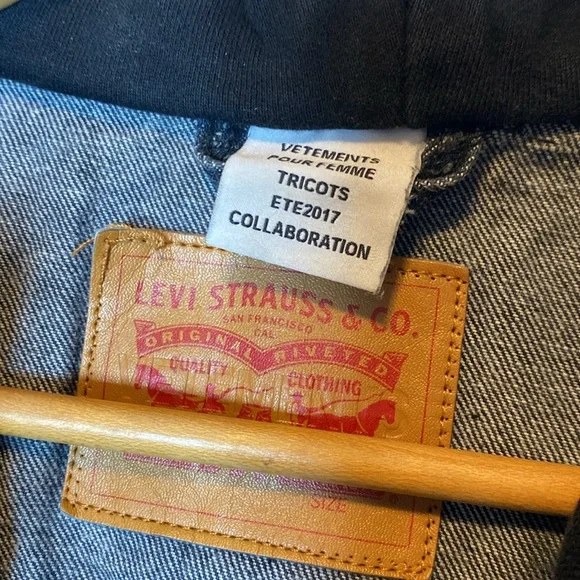 VETEMENTS
POUR FEMME
TRICOTS
ETE2017
COLLABORATION
LEVI STRAUSS & CO.
SAN FRANCISCO
CAL
ORIGINAL RIVETED
QUALITY CLOTHING
SIZE